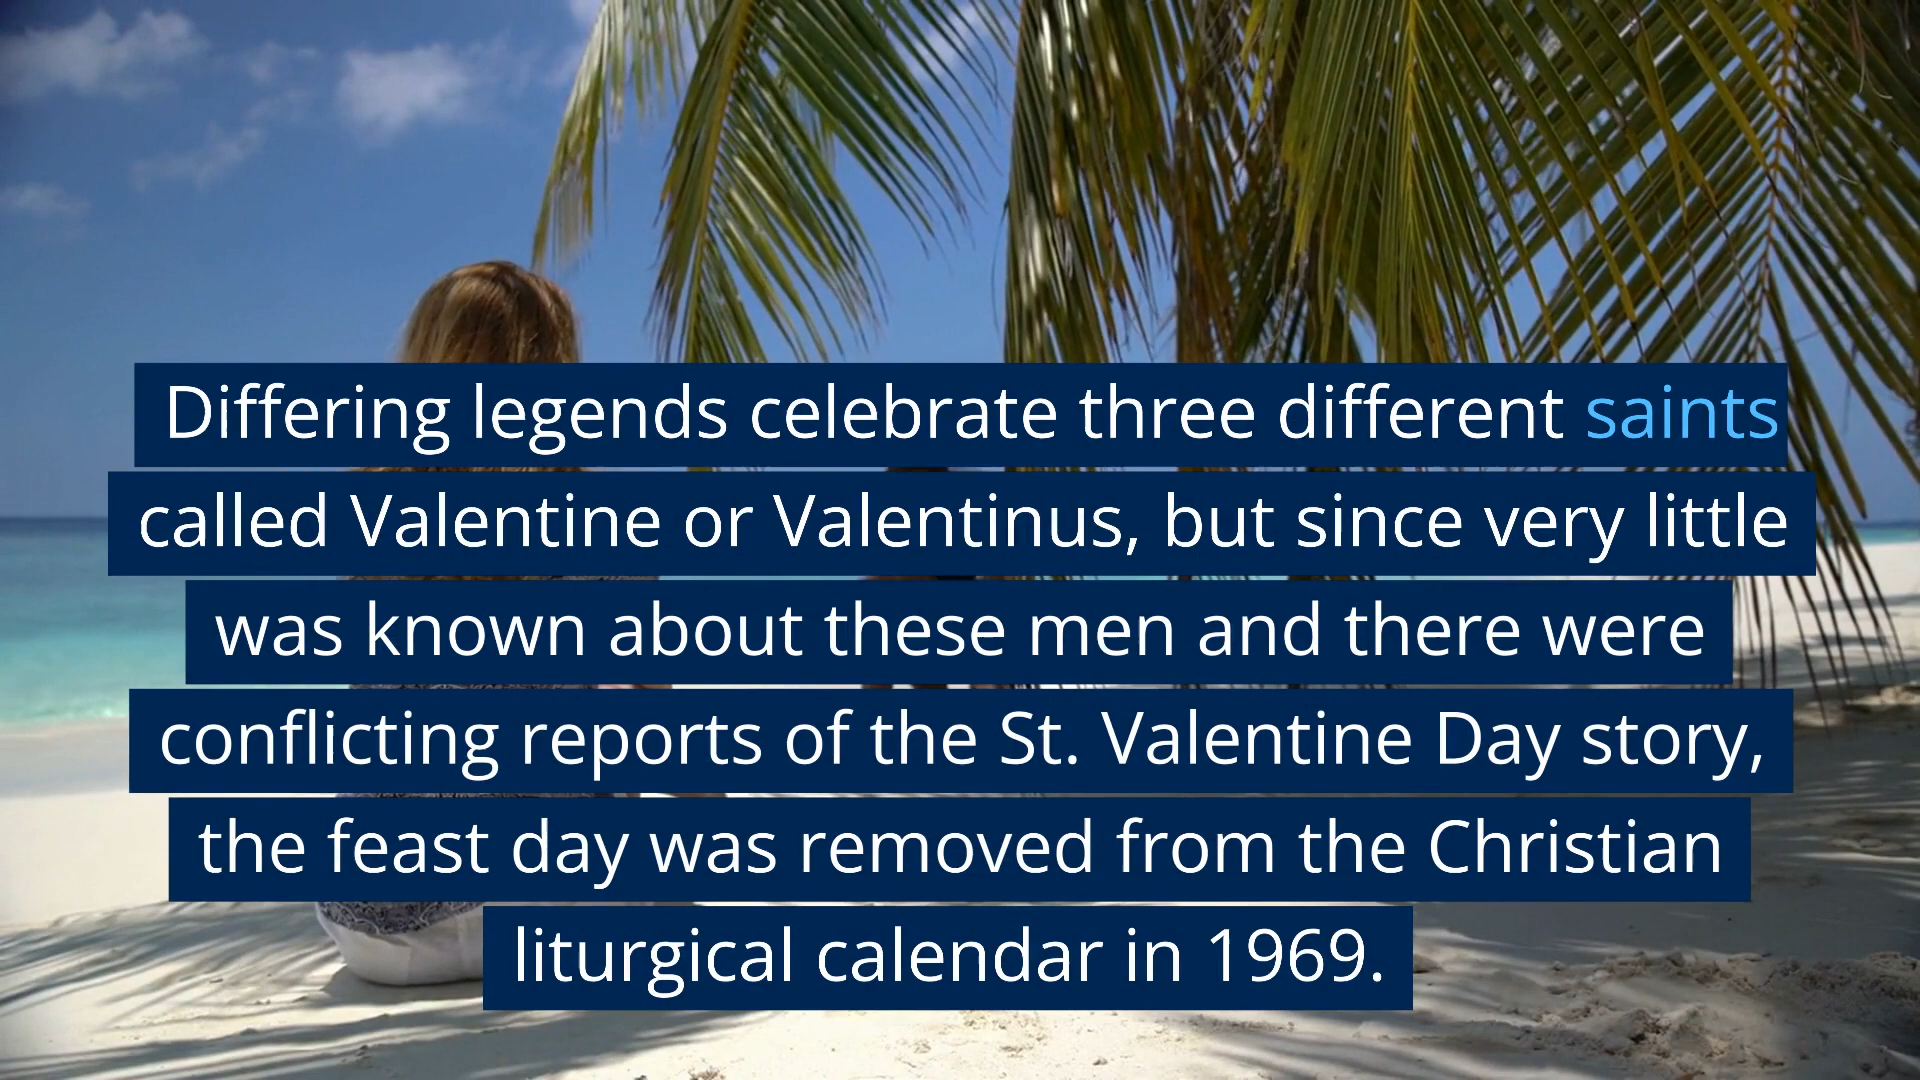 Differing legends celebrate three different saints
called Valentine or Valentinus, but since very little
was known about these men and there were
conflicting reports of the St. Valentine Day story,
the feast day was removed from the Christian
liturgical calendar in 1969.